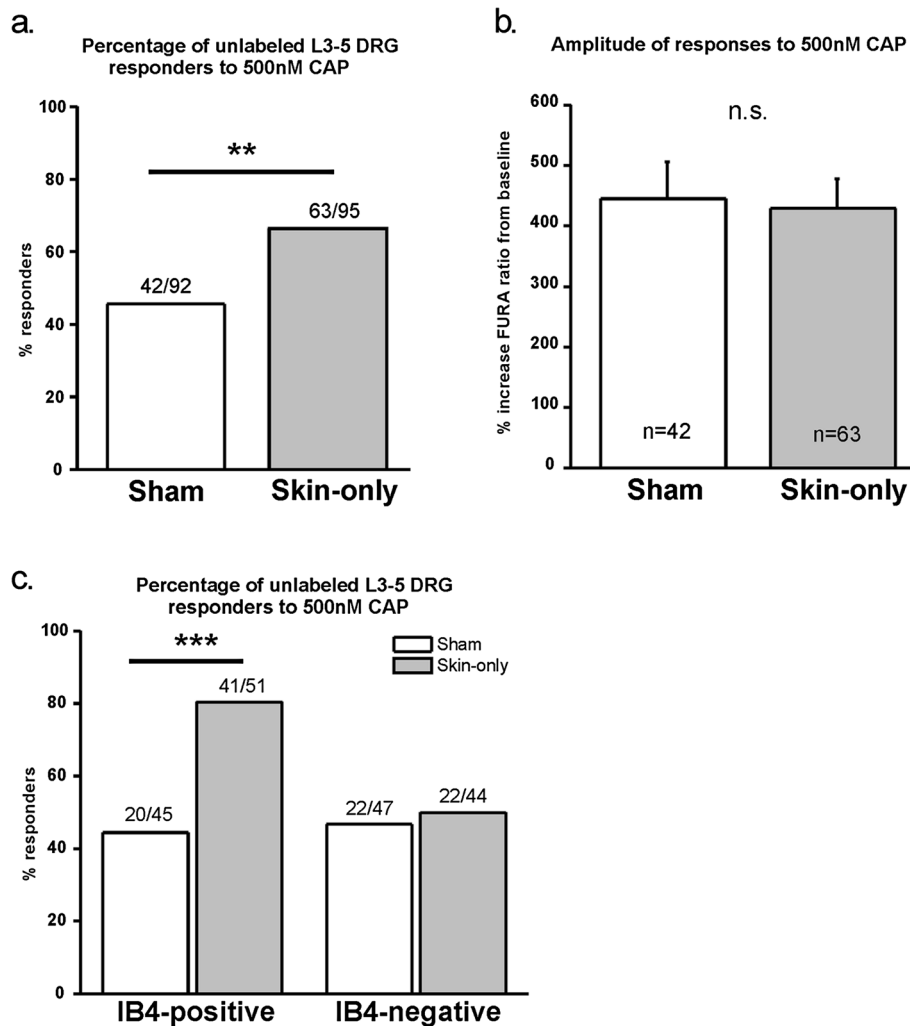 a.
Percentage of unlabeled L3-5 DRG
responders to 500nM CAP
100
80
60
40
20
0
% responders
**
42/92
63/95
Sham
Skin-only
b.
Amplitude of responses to 500nM CAP
600
500
400
300
200
100
0
% increase FURA ratio from baseline
n.s.
n=42
n=63
Sham
Skin-only
c.
Percentage of unlabeled L3-5 DRG
responders to 500nM CAP
100
80
60
40
20
0
% responders
***
Sham
Skin-only
20/45
41/51
22/47
22/44
IB4-positive
IB4-negative